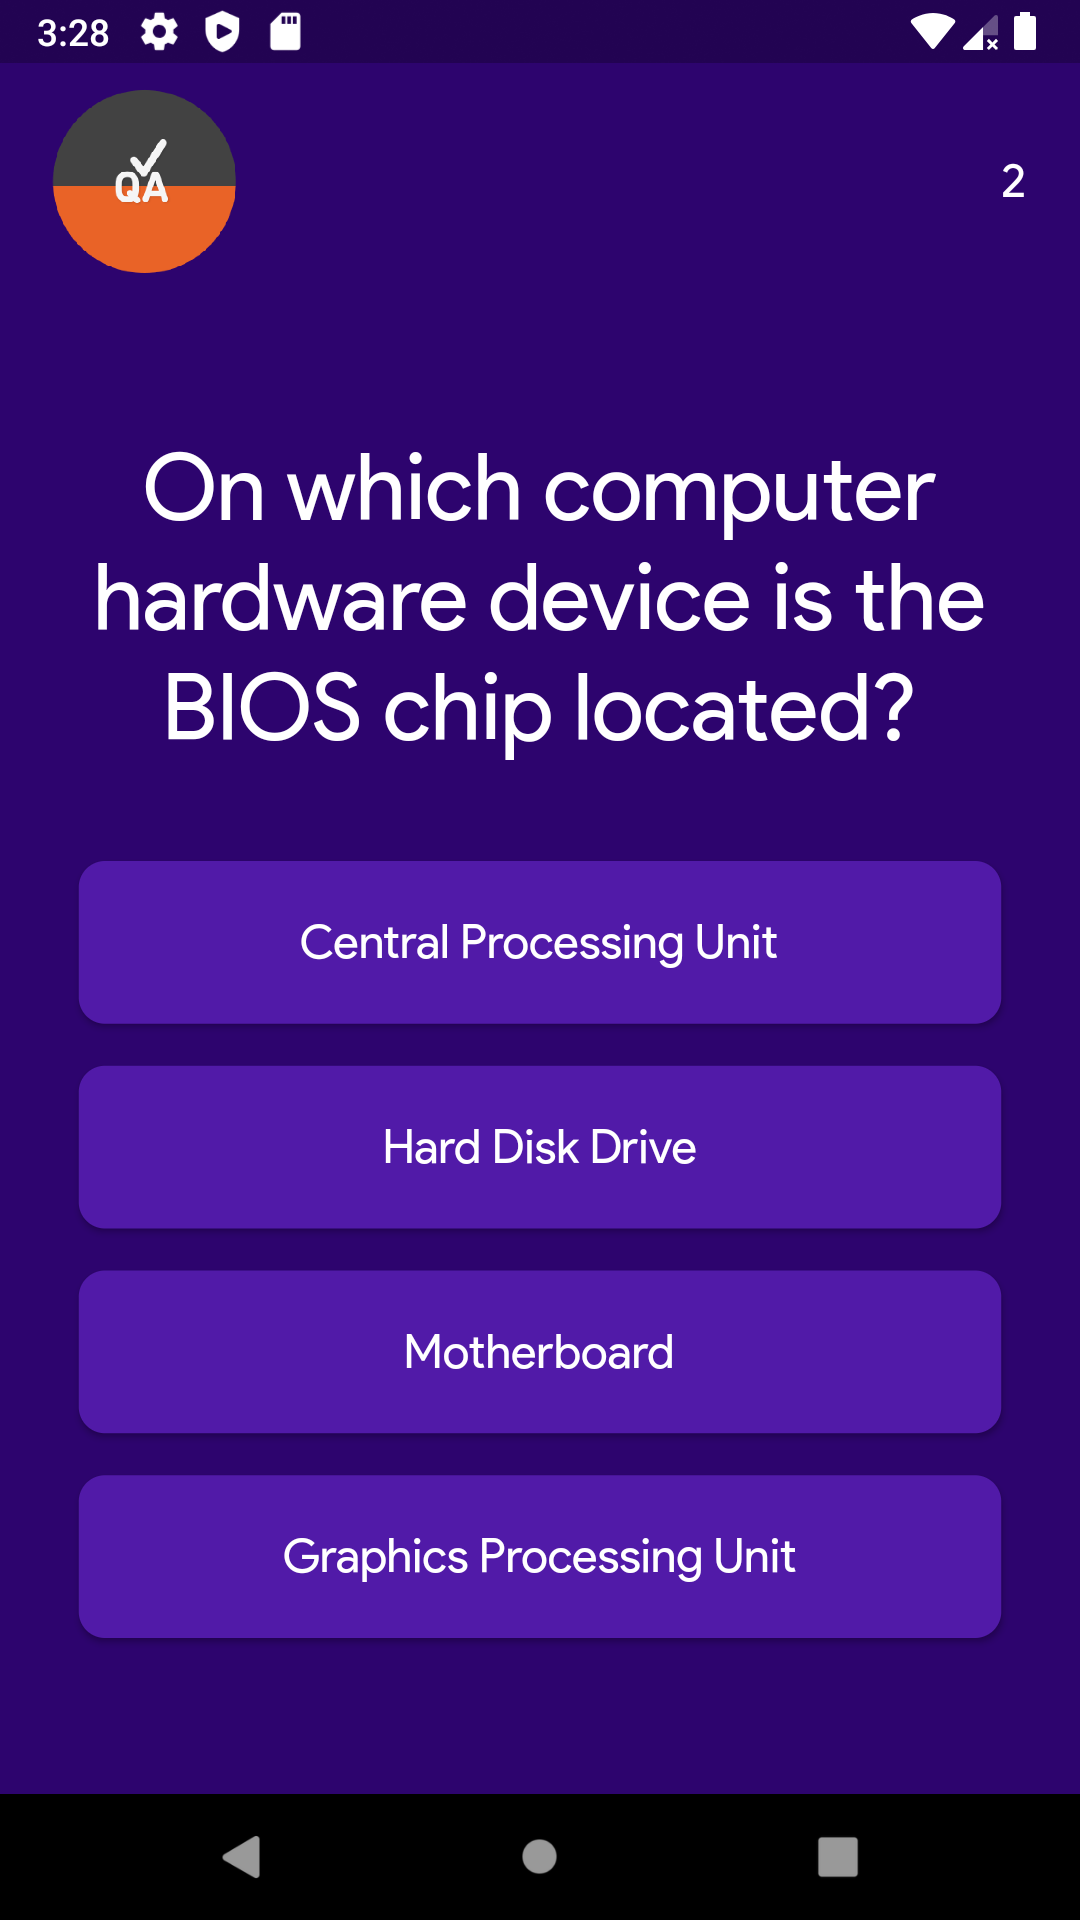 3:28
QA
2
On which computer
hardware device is the
BIOS chip located?
Central Processing Unit
Hard Disk Drive
Motherboard
Graphics Processing Unit